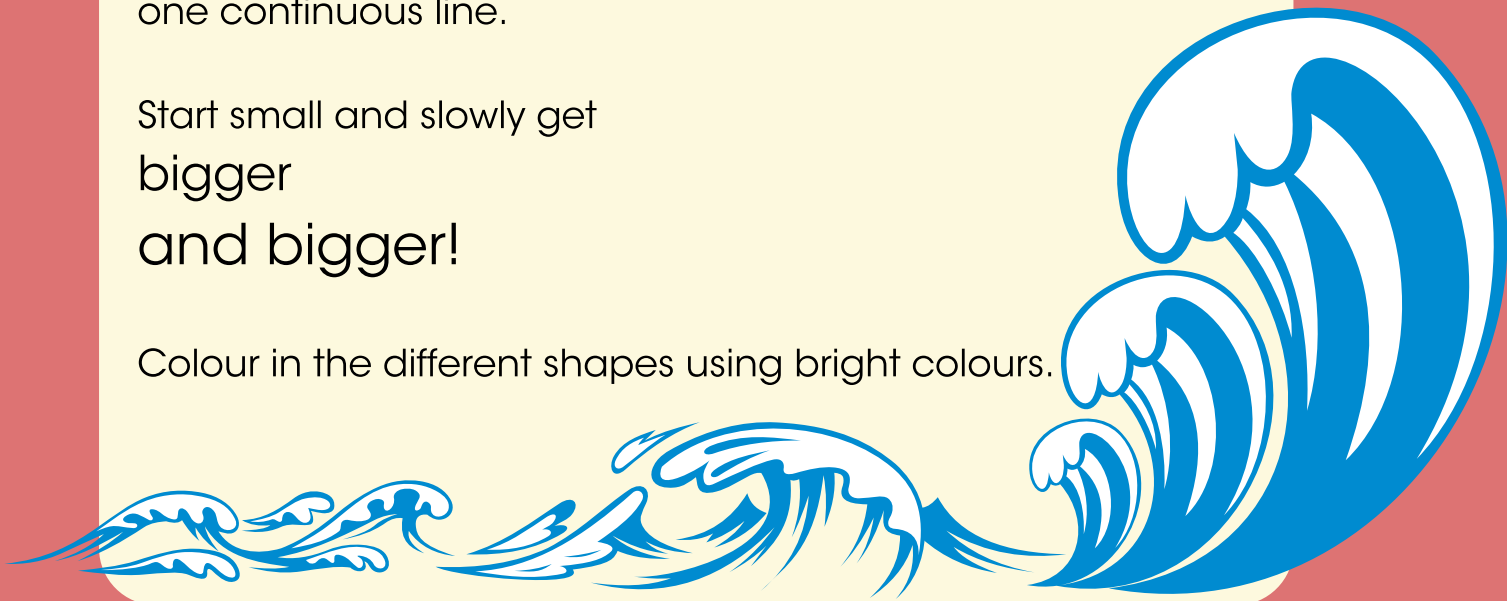 one continuous line.
Start small and slowly get
bigger
and bigger!
Colour in the different shapes using bright colours.